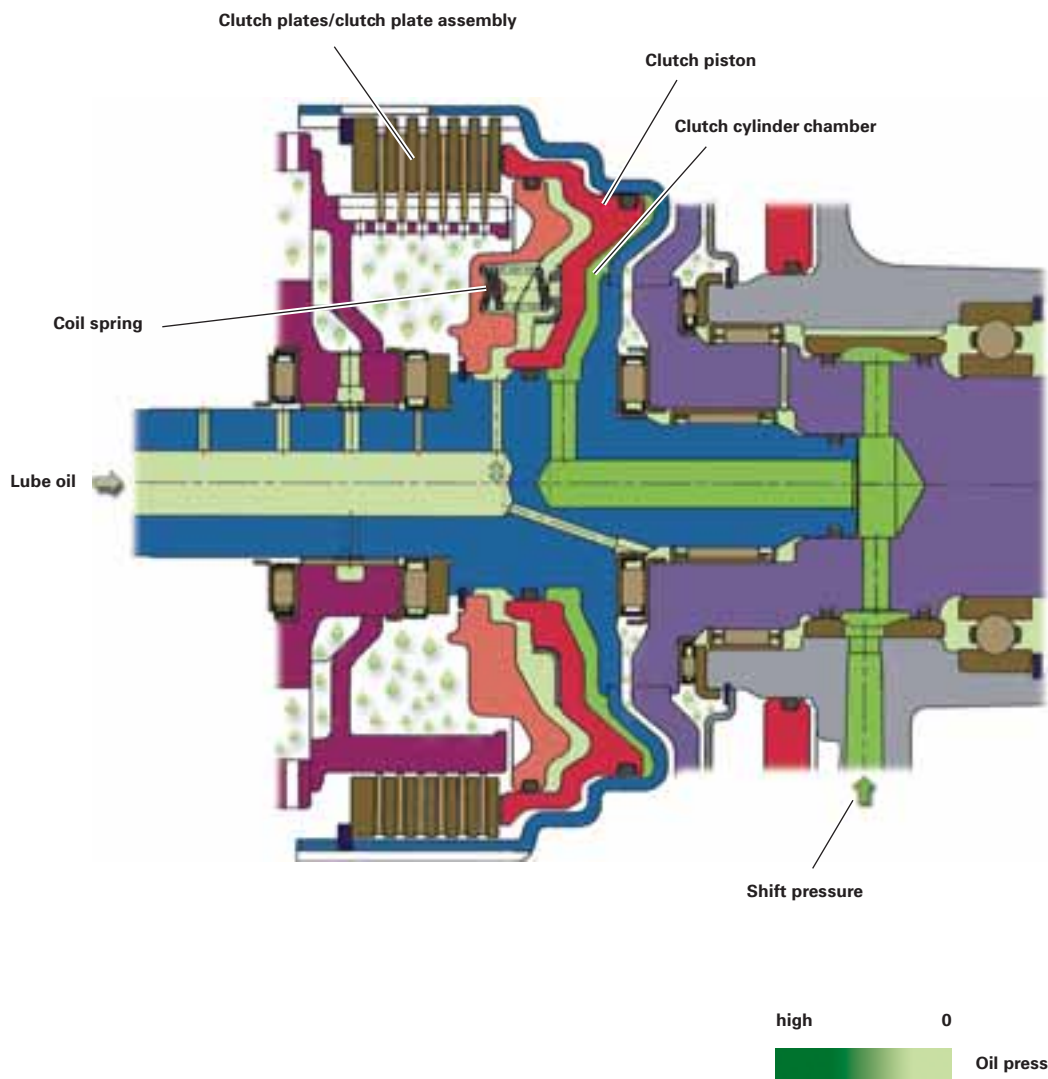 Clutch plates/clutch plate assembly
Clutch piston
Clutch cylinder chamber
Coil spring
Lube oil
Shift pressure
high 0
Oil press